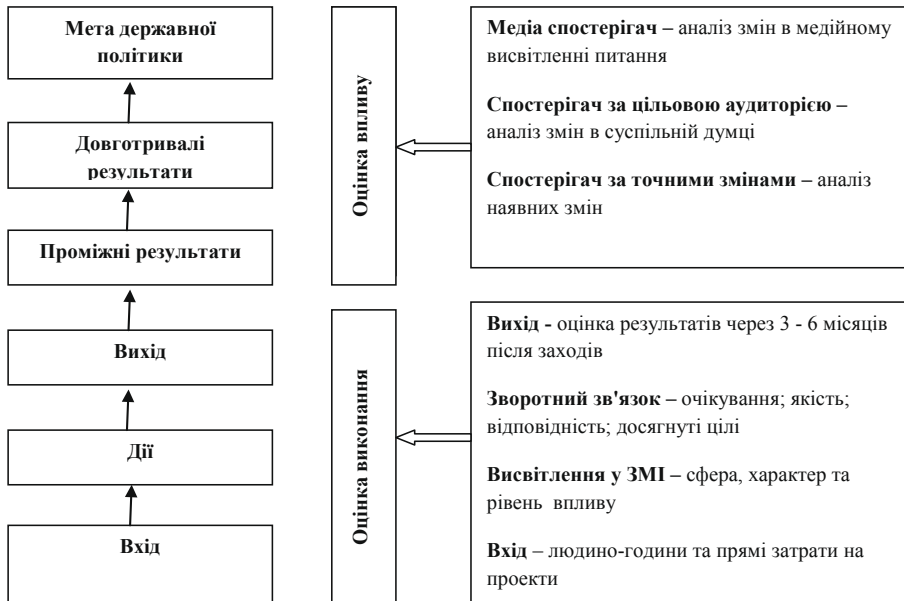 Мета державної
політики
Довготривалі
результати
Проміжні результати
Вихід
Дії
Вхід
Оцінка впливу
Оцінка виконання
Медіа спостерігач – аналіз змін в медійному
висвітленні питання
Спостерігач за цільовою аудиторією –
аналіз змін в суспільній думці
Спостерігач за точними змінами – аналіз
наявних змін
Вихід - оцінка результатів через 3 - 6 місяців
після заходів
Зворотний зв'язок – очікування; якість;
відповідність; досягнуті цілі
Висвітлення у ЗМІ – сфера, характер та
рівень впливу
Вхід – людино-години та прямі затрати на
проекти